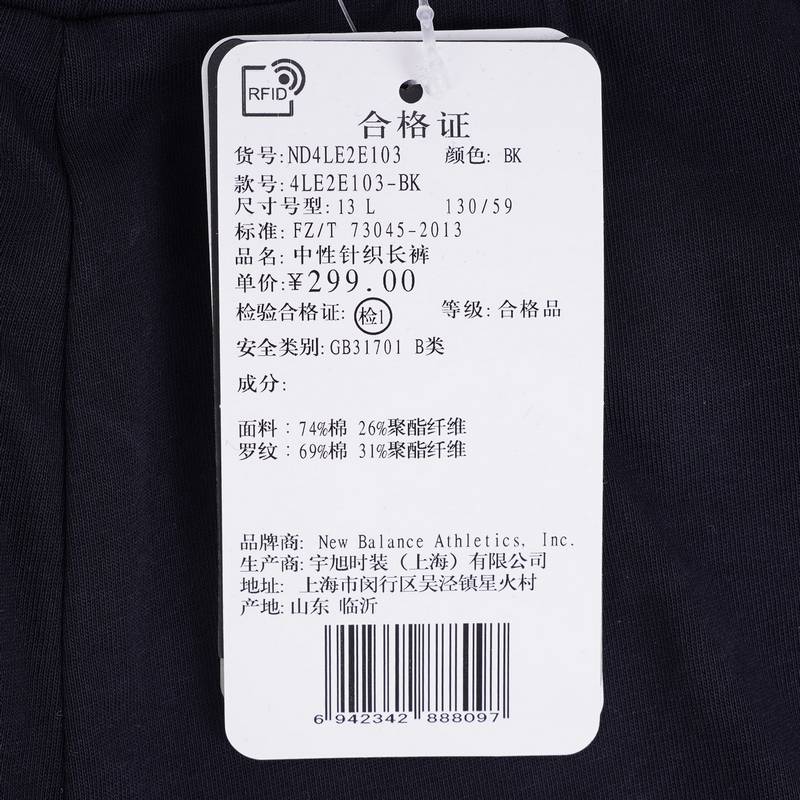 RFID
合格证
货号:ND4LE2E103 颜色: BK
款号:4LE2E103-BK
尺寸号型:13 L 130/59
标准:FZ/T 73045-2013
品名:中性针织长裤
单价:¥299.00
检验合格证: 检1 等级:合格品
安全类别:GB31701 B类
成分:
面料:74%棉 26%聚酯纤维
罗纹:69%棉 31%聚酯纤维
品牌商: New Balance Athletics, Inc.
生产商:宇旭时装（上海）有限公司
地址: 上海市闵行区吴泾镇星火村
产地:山东 临沂
6 942342 888097